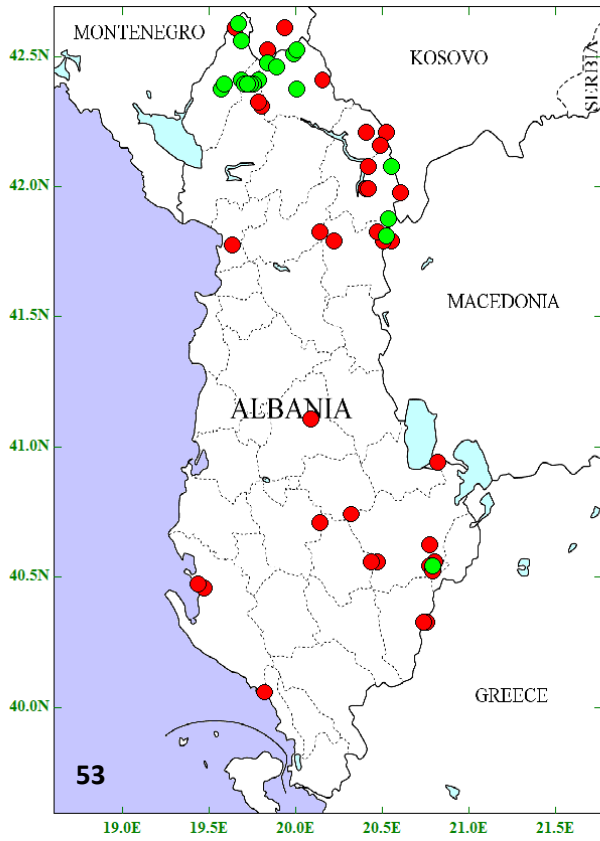 MONTENEGRO
KOSOVO
SERBIA
MACEDONIA
ALBANIA
GREECE
53
42.5N
42.0N
41.5N
41.0N
40.5N
40.0N
19.0E 19.5E 20.0E 20.5E 21.0E 21.5E